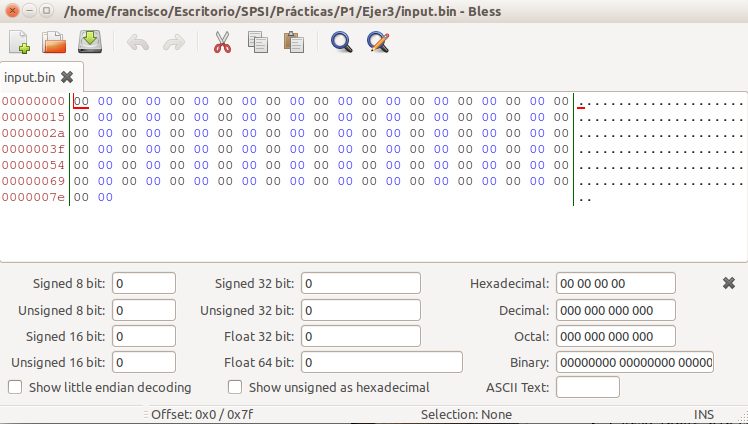 /home/francisco/Escritorio/SPSI/Prácticas/P1/Ejer3/input.bin - Bless
input.bin
00000000 00 00 00 00 00 00 00 00 00 00 00 00 00 00 00 00 00 00 00 00 00 .....................
00000015 00 00 00 00 00 00 00 00 00 00 00 00 00 00 00 00 00 00 00 00 00 .....................
0000002a 00 00 00 00 00 00 00 00 00 00 00 00 00 00 00 00 00 00 00 00 00 .....................
0000003f 00 00 00 00 00 00 00 00 00 00 00 00 00 00 00 00 00 00 00 00 00 .....................
00000054 00 00 00 00 00 00 00 00 00 00 00 00 00 00 00 00 00 00 00 00 00 .....................
00000069 00 00 00 00 00 00 00 00 00 00 00 00 00 00 00 00 00 00 00 00 00 .....................
0000007e 00 00 ..
Signed 8 bit: 0 Signed 32 bit: 0 Hexadecimal: 00 00 00 00
Unsigned 8 bit: 0 Unsigned 32 bit: 0 Decimal: 000 000 000 000
Signed 16 bit: 0 Float 32 bit: 0 Octal: 000 000 000 000
Unsigned 16 bit: 0 Float 64 bit: 0 Binary: 00000000 00000000 00000
Show little endian decoding Show unsigned as hexadecimal ASCII Text:
Offset: 0x0 / 0x7f Selection: None INS